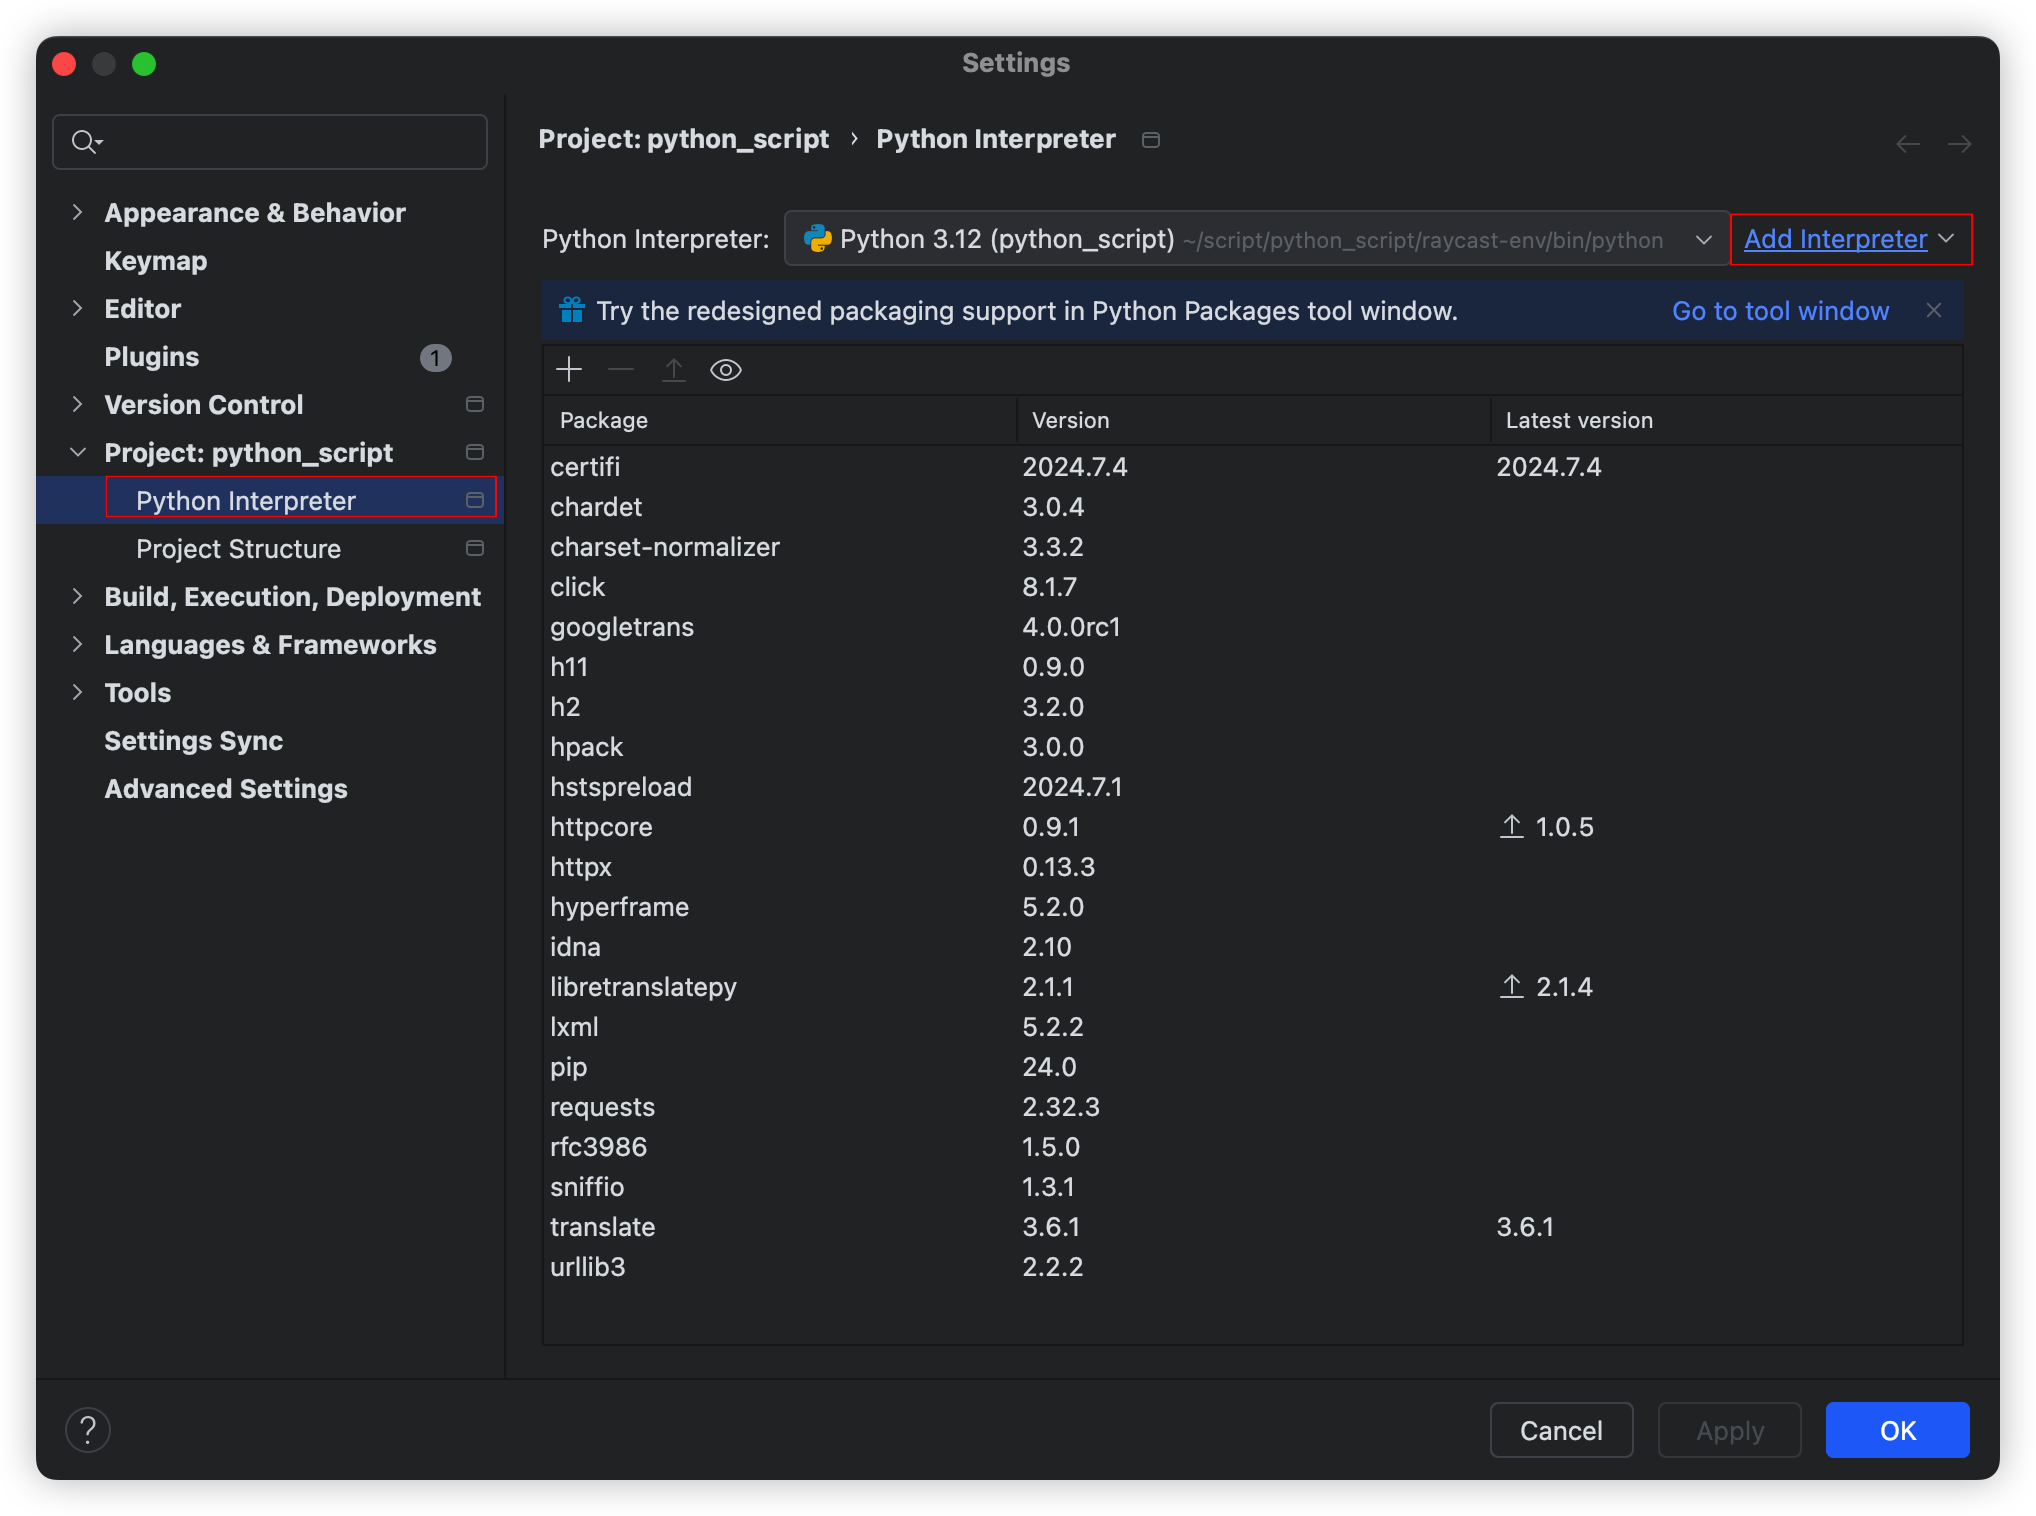 Settings
Appearance & Behavior
Keymap
Editor
Plugins 1
Version Control
Project: python_script
Python Interpreter
Project Structure
Build, Execution, Deployment
Languages & Frameworks
Tools
Settings Sync
Advanced Settings
Project: python_script › Python Interpreter
Python Interpreter: Python 3.12 (python_script) ~/script/python_script/raycast-env/bin/python Add Interpreter
Try the redesigned packaging support in Python Packages tool window. Go to tool window
Package Version Latest version
certifi 2024.7.4 2024.7.4
chardet 3.0.4
charset-normalizer 3.3.2
click 8.1.7
googletrans 4.0.0rc1
h11 0.9.0
h2 3.2.0
hpack 3.0.0
hstspreload 2024.7.1
httpcore 0.9.1 1.0.5
httpx 0.13.3
hyperframe 5.2.0
idna 2.10
libretranslatepy 2.1.1 2.1.4
lxml 5.2.2
pip 24.0
requests 2.32.3
rfc3986 1.5.0
sniffio 1.3.1
translate 3.6.1 3.6.1
urllib3 2.2.2
? Cancel Apply OK